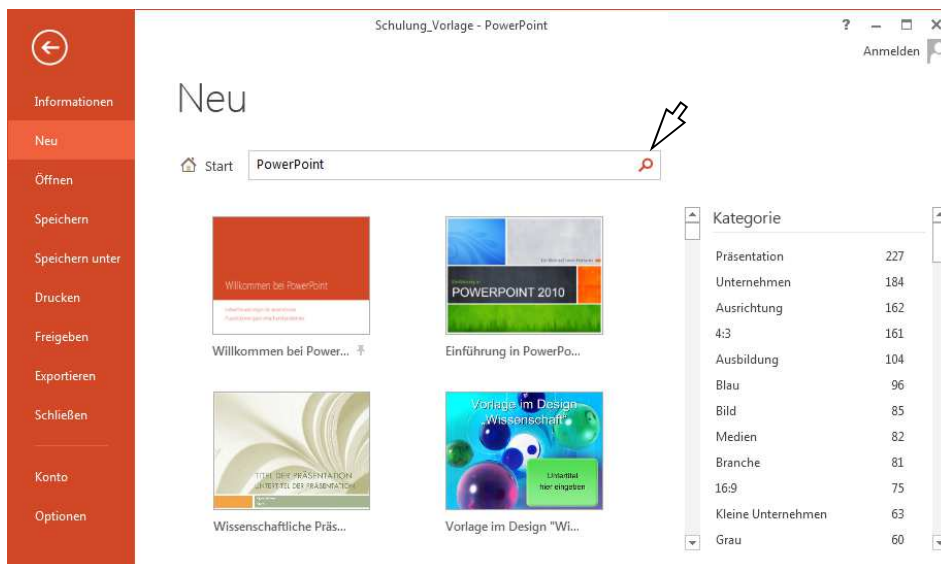 Schulung_Vorlage - PowerPoint
?
Anmelden
Informationen
Neu
Öffnen
Speichern
Speichern unter
Drucken
Freigeben
Exportieren
Schließen
Konto
Optionen
Neu
Start
PowerPoint
Willkommen bei PowerPoint
Willkommen bei Power...
POWERPOINT 2010
Einführung in PowerPo...
TITEL DER PRÄSENTATION
UNTERTITEL DER PRÄSENTATION
Wissenschaftliche Präs...
Vorlage im Design
„Wissenschaft“
Untertitel
hier eingeben
Vorlage im Design "Wi...
Kategorie
Präsentation 227
Unternehmen 184
Ausrichtung 162
4:3 161
Ausbildung 104
Blau 96
Bild 85
Medien 82
Branche 81
16:9 75
Kleine Unternehmen 63
Grau 60